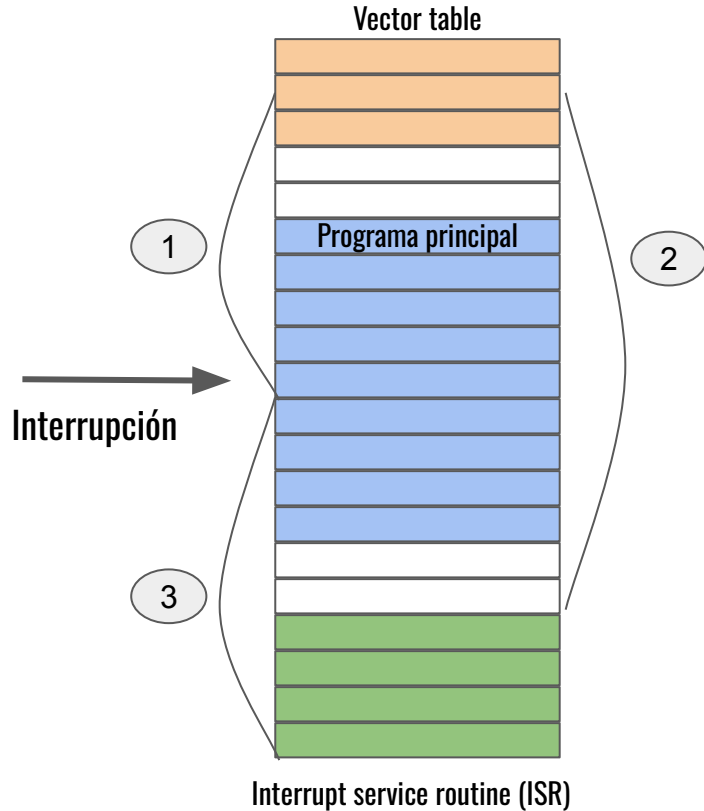 Vector table
Programa principal
1
2
Interrupción
3
Interrupt service routine (ISR)